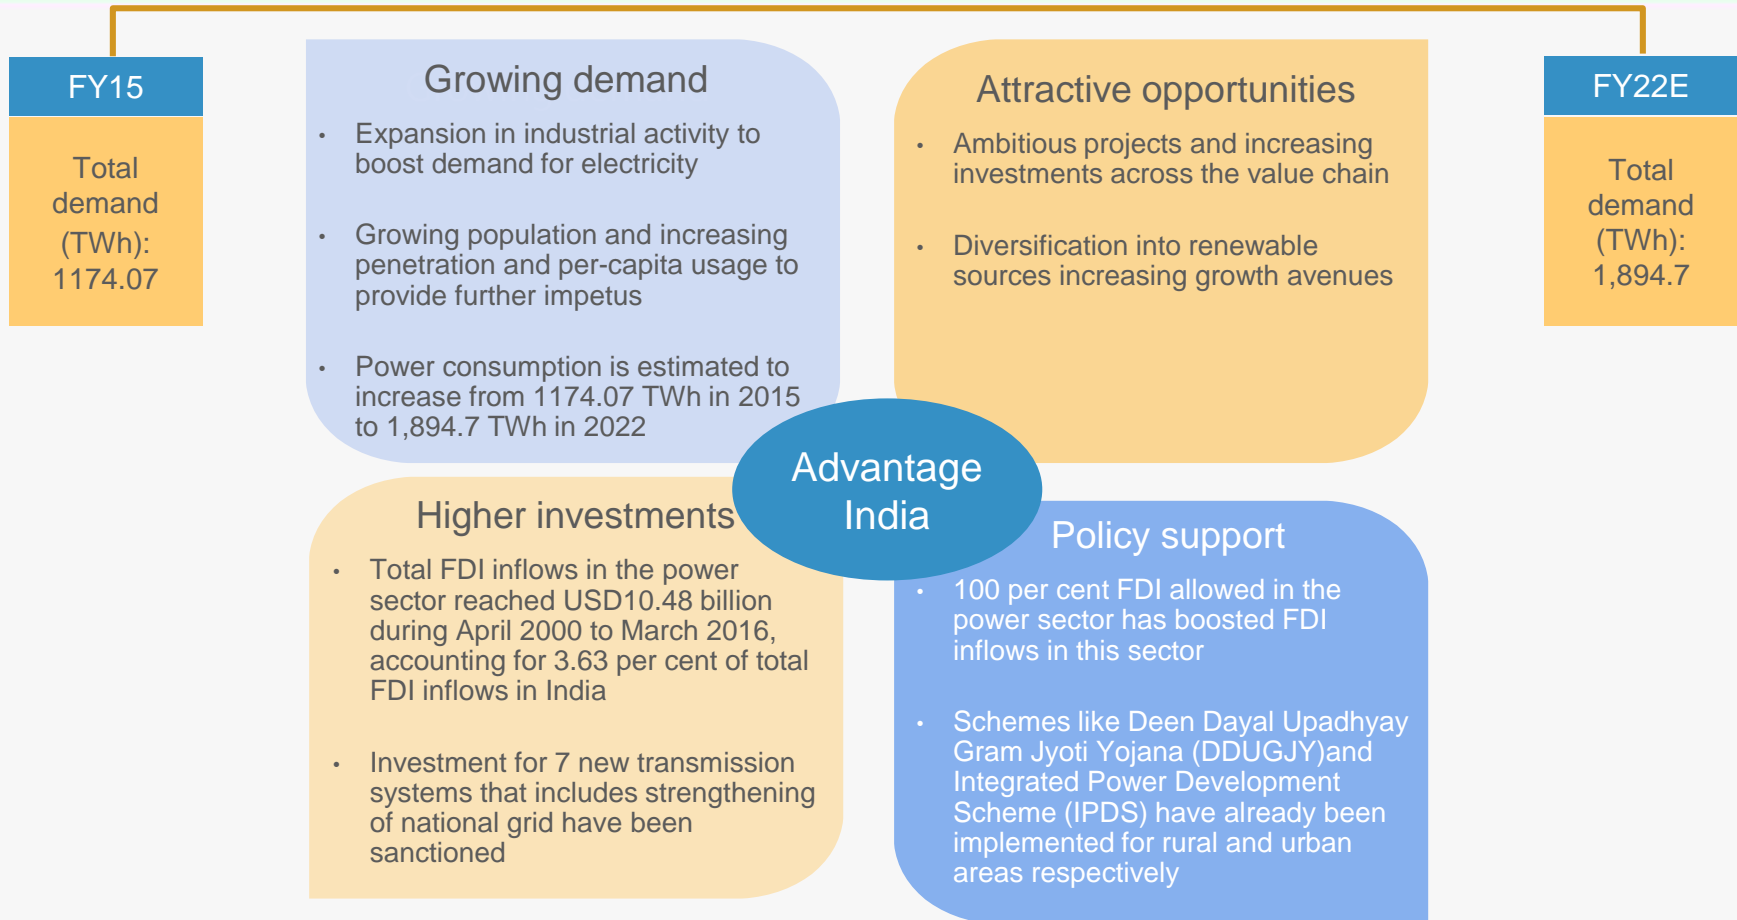 FY15
Total
demand
(TWh):
1174.07
Growing demand
• Expansion in industrial activity to
boost demand for electricity
• Growing population and increasing
penetration and per-capita usage to
provide further impetus
• Power consumption is estimated to
increase from 1174.07 TWh in 2015
to 1,894.7 TWh in 2022
Attractive opportunities
• Ambitious projects and increasing
investments across the value chain
• Diversification into renewable
sources increasing growth avenues
FY22E
Total
demand
(TWh):
1,894.7
Advantage
India
Higher investments
• Total FDI inflows in the power
sector reached USD10.48 billion
during April 2000 to March 2016,
accounting for 3.63 per cent of total
FDI inflows in India
• Investment for 7 new transmission
systems that includes strengthening
of national grid have been
sanctioned
Policy support
• 100 per cent FDI allowed in the
power sector has boosted FDI
inflows in this sector
• Schemes like Deen Dayal Upadhyay
Gram Jyoti Yojana (DDUGJY)and
Integrated Power Development
Scheme (IPDS) have already been
implemented for rural and urban
areas respectively